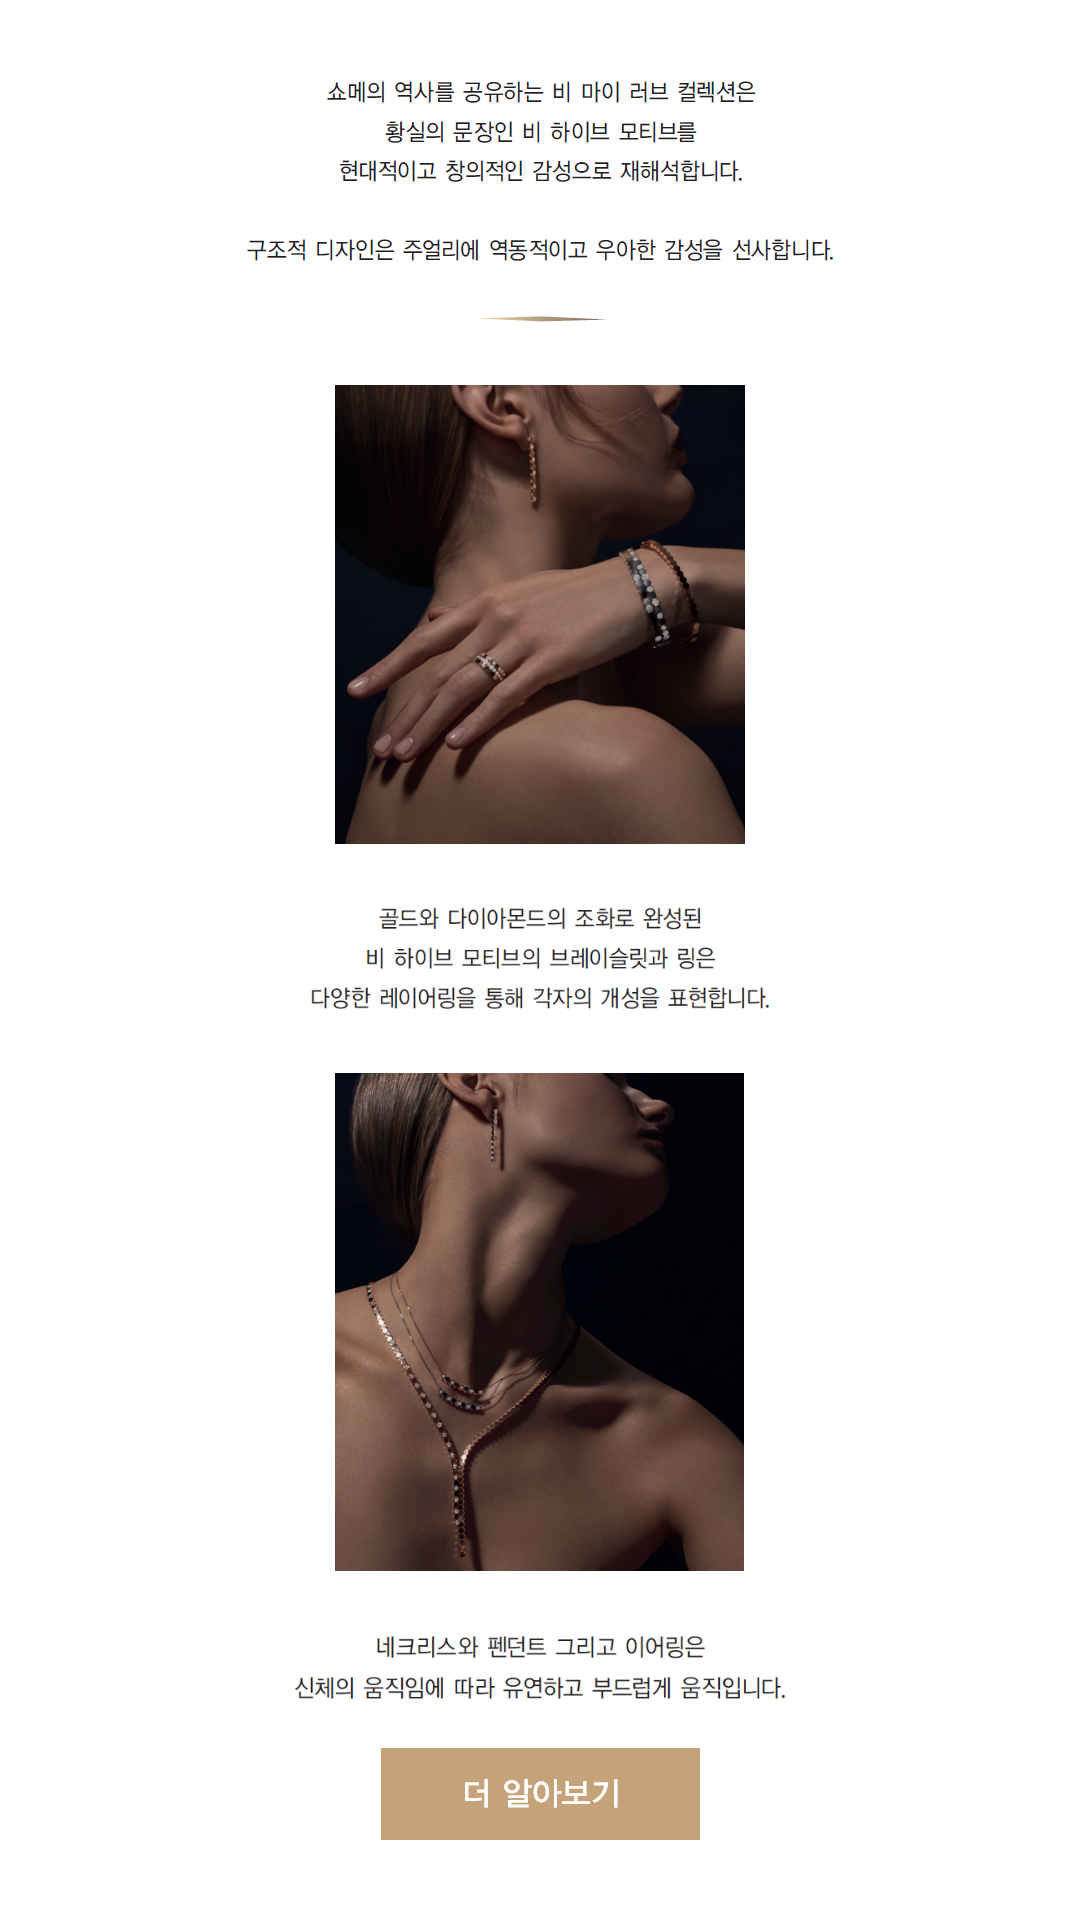 쇼메의 역사를 공유하는 비 마이 러브 컬렉션은
황실의 문장인 비 하이브 모티브를
현대적이고 창의적인 감성으로 재해석합니다.
구조적 디자인은 주얼리에 역동적이고 우아한 감성을 선사합니다.
골드와 다이아몬드의 조화로 완성된
비 하이브 모티브의 브레이슬릿과 링은
다양한 레이어링을 통해 각자의 개성을 표현합니다.
네크리스와 펜던트 그리고 이어링은
신체의 움직임에 따라 유연하고 부드럽게 움직입니다.
더 알아보기